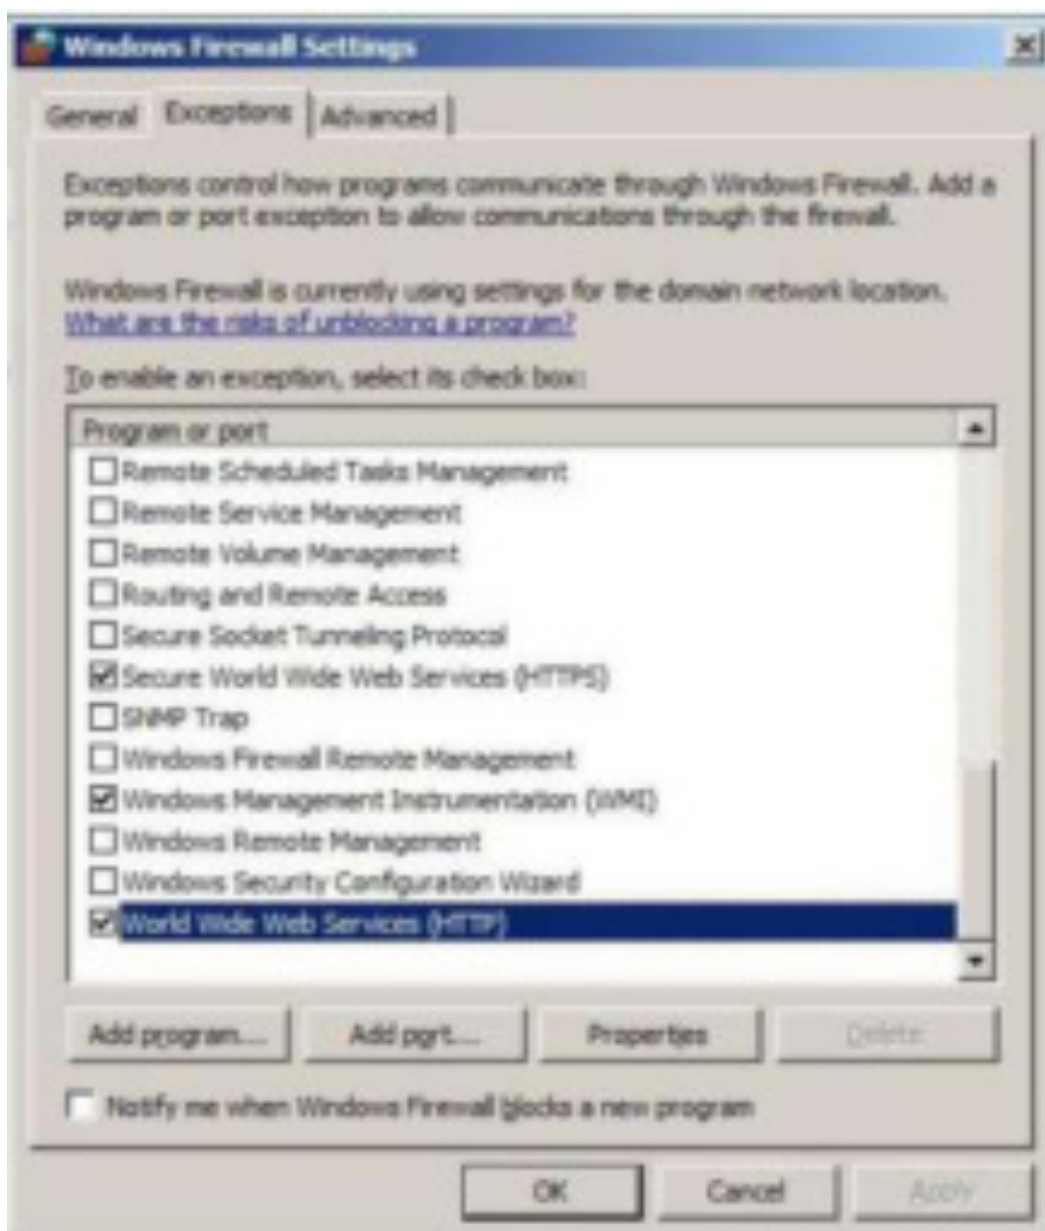 Windows Firewall Settings
General Exceptions Advanced
Exceptions control how programs communicate through Windows Firewall. Add a
program or port exception to allow communications through the firewall.
Windows Firewall is currently using settings for the domain network location.
What are the risks of unblocking a program?
To enable an exception, select its check box:
Program or port
Remote Scheduled Tasks Management
Remote Service Management
Remote Volume Management
Routing and Remote Access
Secure Socket Tunneling Protocol
Secure World Wide Web Services (HTTPS)
SNMP Trap
Windows Firewall Remote Management
Windows Management Instrumentation (WMI)
Windows Remote Management
Windows Security Configuration Wizard
World Wide Web Services (HTTP)
Add program... Add port... Properties Delete
Notify me when Windows Firewall blocks a new program
OK Cancel Apply